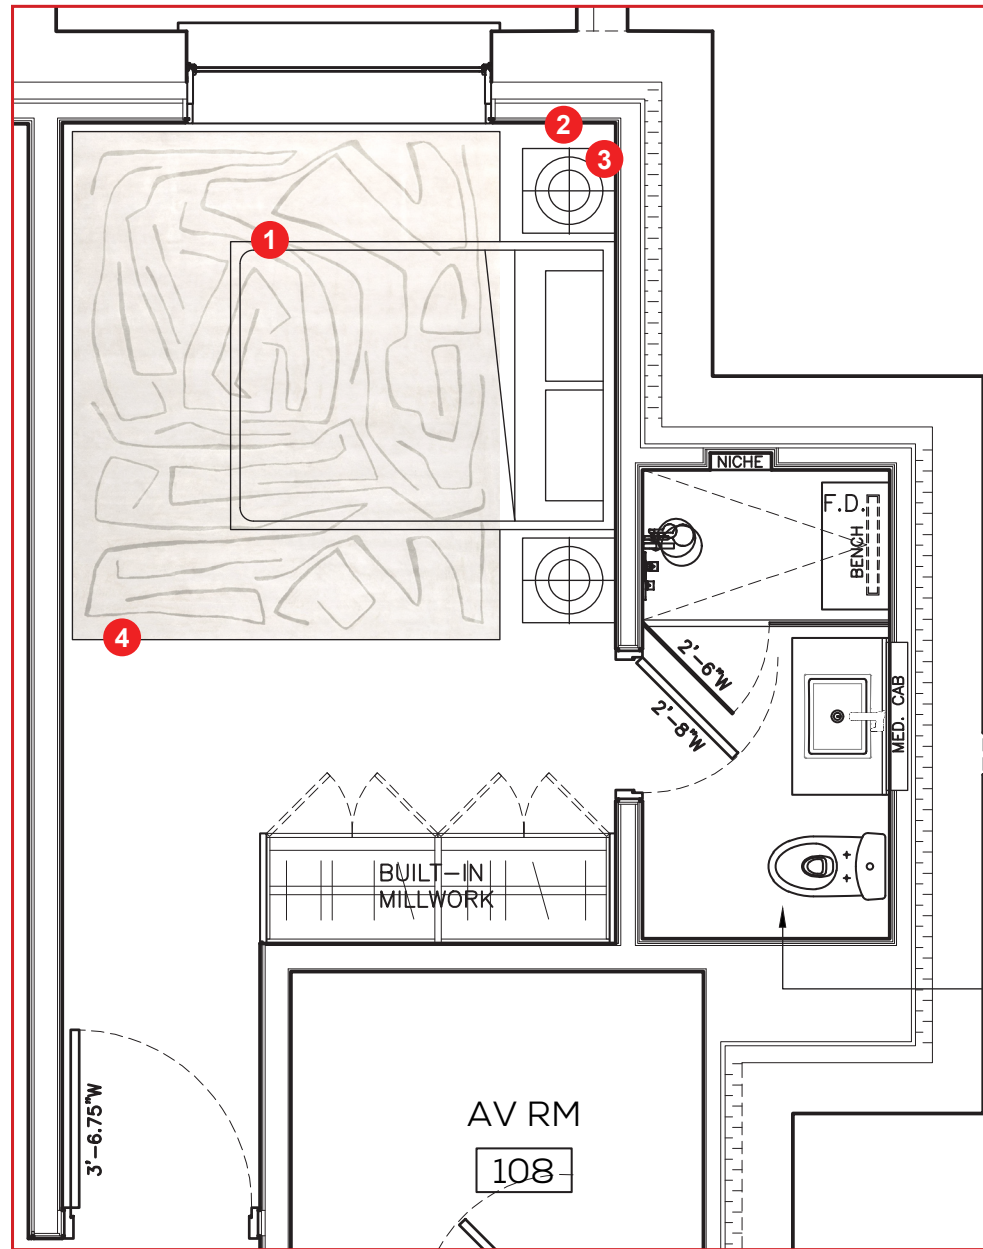 2
3
1
NICHE
F.D.
BENCH
4
2'-6"W
2'-8"W
MED. CAB
BUILT-IN
MILLWORK
3'-6.75"W
AV RM
108